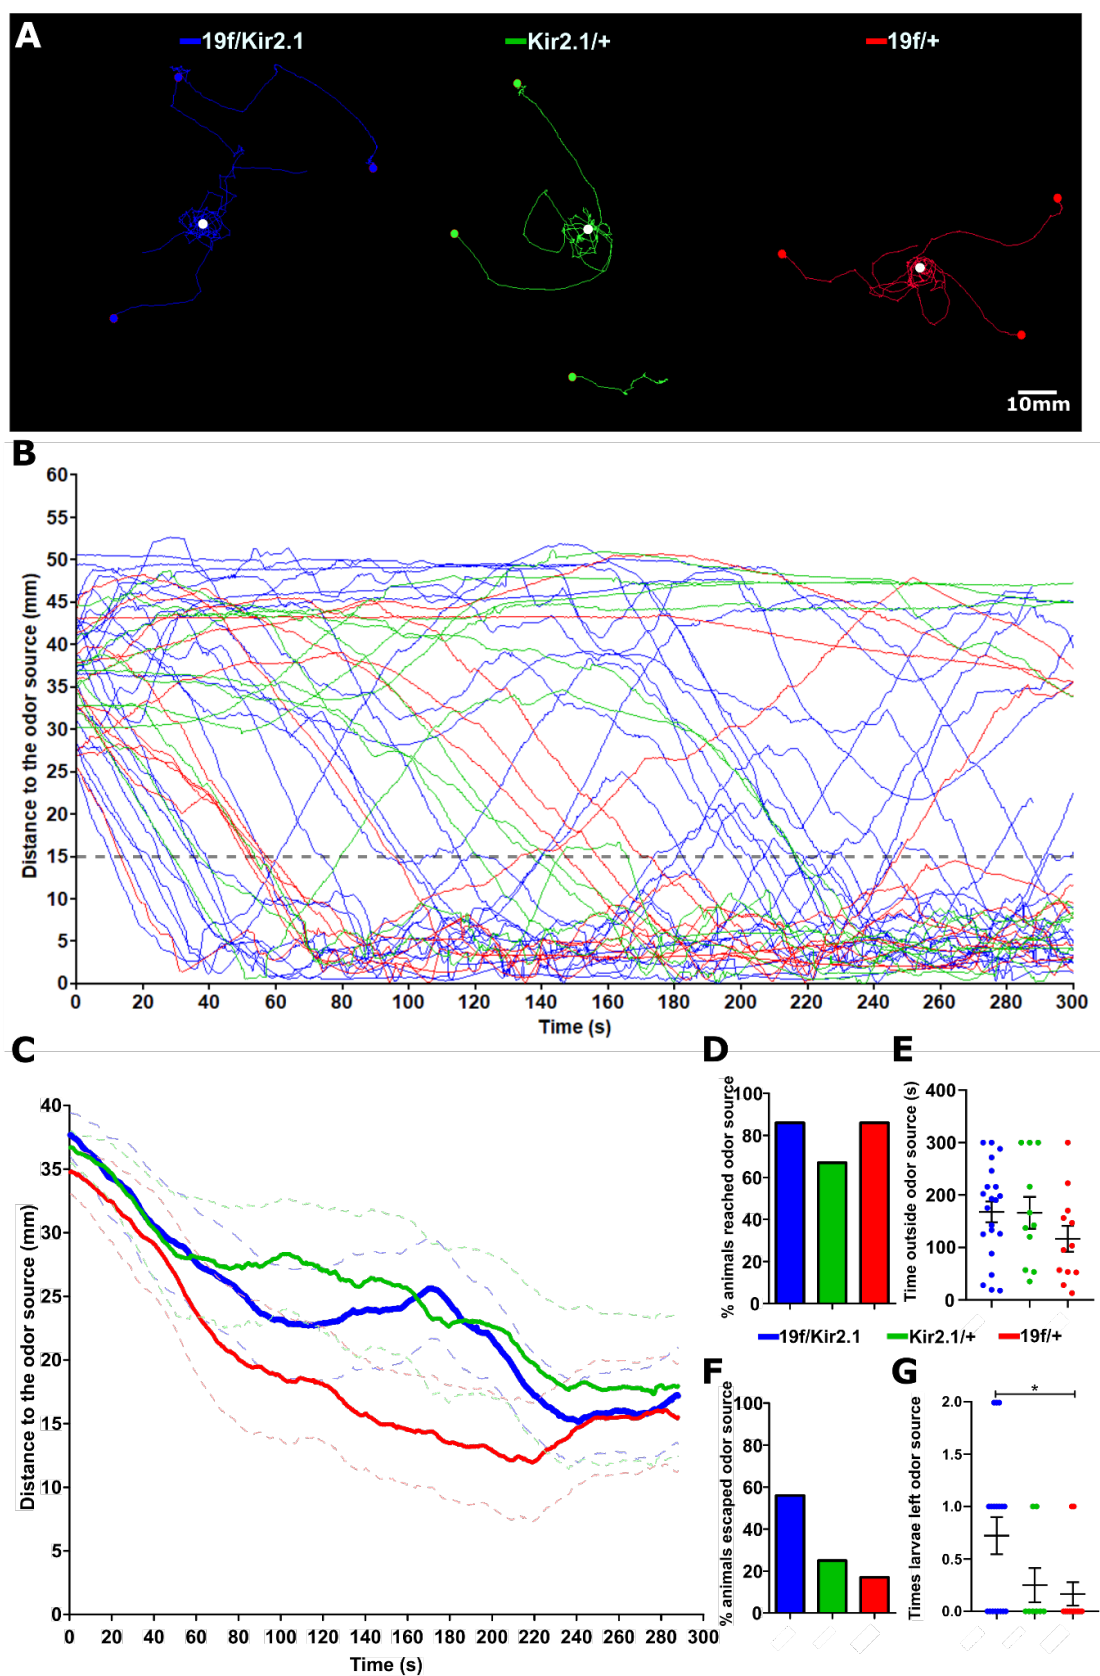 A
19f/Kir2.1
Kir2.1/+
19f/+
10mm
B
Distance to the odor source (mm)
60
55
50
45
40
35
30
25
20
15
10
5
0
0 20 40 60 80 100 120 140 160 180 200 220 240 260 280 300
Time (s)
C
Distance to the odor source (mm)
40
35
30
25
20
15
10
5
0
0 20 40 60 80 100 120 140 160 180 200 220 240 260 280 300
Time (s)
D
% animals reached odor source
100
80
60
40
20
0
E
Time outside odor source (s)
400
300
200
100
0
19f/Kir2.1
Kir2.1/+
19f/+
F
% animals escaped odor source
100
80
60
40
20
0
G
Times larvae left odor source
2.0
1.5
1.0
0.5
0.0
*